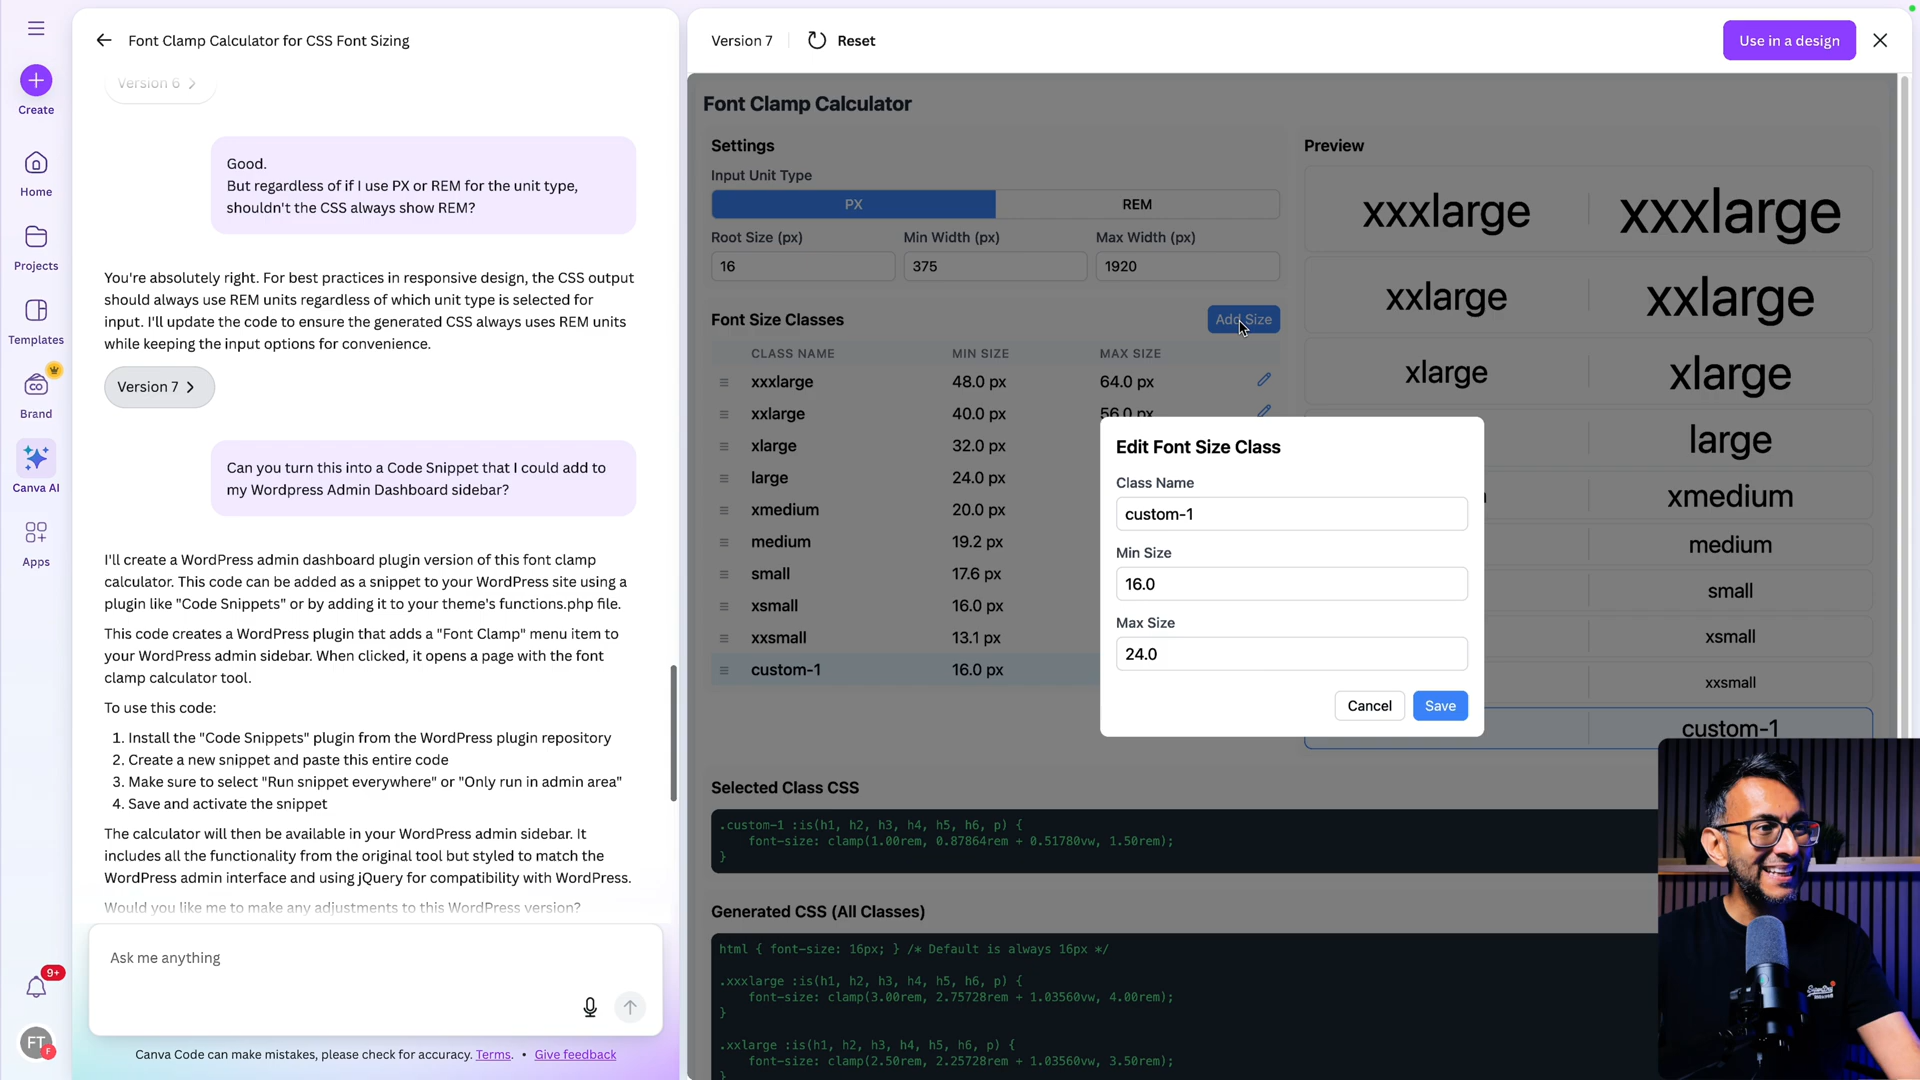 Create
Home
Projects
Templates
Brand
Canva AI
Apps
9+
FT
F
Font Clamp Calculator for CSS Font Sizing
Version 6
Good.
But regardless of if I use PX or REM for the unit type,
shouldn't the CSS always show REM?
You're absolutely right. For best practices in responsive design, the CSS output
should always use REM units regardless of which unit type is selected for
input. I'll update the code to ensure the generated CSS always uses REM units
while keeping the input options for convenience.
Version 7
Can you turn this into a Code Snippet that I could add to
my Wordpress Admin Dashboard sidebar?
I'll create a WordPress admin dashboard plugin version of this font clamp
calculator. This code can be added as a snippet to your WordPress site using a
plugin like "Code Snippets" or by adding it to your theme's functions.php file.
This code creates a WordPress plugin that adds a "Font Clamp" menu item to
your WordPress admin sidebar. When clicked, it opens a page with the font
clamp calculator tool.
To use this code:
1. Install the "Code Snippets" plugin from the WordPress plugin repository
2. Create a new snippet and paste this entire code
3. Make sure to select "Run snippet everywhere" or "Only run in admin area"
4. Save and activate the snippet
The calculator will then be available in your WordPress admin sidebar. It
includes all the functionality from the original tool but styled to match the
WordPress admin interface and using jQuery for compatibility with WordPress.
Would you like me to make any adjustments to this WordPress version?
Ask me anything
Canva Code can make mistakes, please check for accuracy. Terms. • Give feedback
Version 7 Reset
Use in a design
Font Clamp Calculator
Settings
Input Unit Type
PX REM
Root Size (px) Min Width (px) Max Width (px)
16 375 1920
Font Size Classes Add Size
CLASS NAME MIN SIZE MAX SIZE
xxxlarge 48.0 px 64.0 px
xxlarge 40.0 px 56.0 px
xlarge 32.0 px
large 24.0 px
xmedium 20.0 px
medium 19.2 px
small 17.6 px
xsmall 16.0 px
xxsmall 13.1 px
custom-1 16.0 px
Edit Font Size Class
Class Name
custom-1
Min Size
16.0
Max Size
24.0
Cancel Save
Preview
xxxlarge xxxlarge
xxlarge xxlarge
xlarge xlarge
large
xmedium
medium
small
xsmall
xxsmall
custom-1
Selected Class CSS
.custom-1 :is(h1, h2, h3, h4, h5, h6, p) {
font-size: clamp(1.00rem, 0.87864rem + 0.51780vw, 1.50rem);
}
Generated CSS (All Classes)
html { font-size: 16px; } /* Default is always 16px */
.xxxlarge :is(h1, h2, h3, h4, h5, h6, p) {
font-size: clamp(3.00rem, 2.75728rem + 1.03560vw, 4.00rem);
}
.xxlarge :is(h1, h2, h3, h4, h5, h6, p) {
font-size: clamp(2.50rem, 2.25728rem + 1.03560vw, 3.50rem);
}